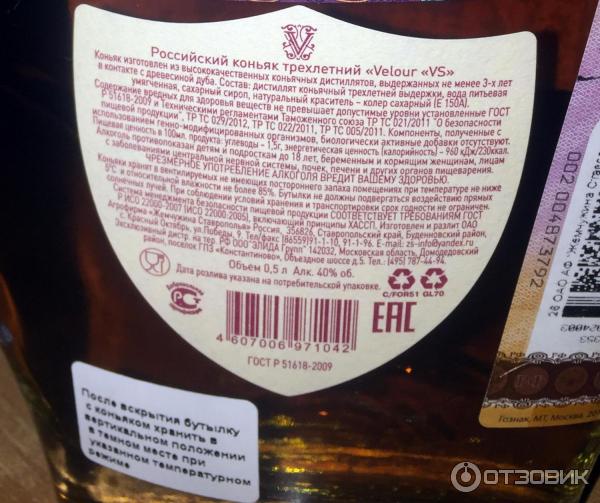 Российский коньяк трехлетний «Velour «VS»
Коньяк изготовлен из высококачественных коньячных дистиллятов, выдержанных не менее 3-х лет
в контакте с древесиной дуба. Состав: дистиллят коньячный трехлетней выдержки, вода питьевая
умягчённая, сахарный сироп, натуральный краситель – колер сахарный (Е 150А).
Содержание вредных для здоровья веществ не превышает допустимые уровни установленные ГОСТ
Р 51618-2009 и Техническими регламентами Таможенного союза ТР ТС 021/2011 "О безопасности
пищевой продукции", ТР ТС 029/2012, ТР ТС 022/2011, ТР ТС 005/2011. Компоненты, полученные с
использованием генно-модифицированных организмов, биологически активные добавки отсутствуют.
Пищевая ценность в 100мл. продукта: углеводы - 1,5г, энергетическая ценность (калорийность) – 960 кДж/230ккал.
Алкоголь противопоказан детям и подросткам до 18 лет, беременным и кормящим женщинам, лицам
с заболеваниями центральной нервной системы, почек, печени и других органов пищеварения.
ЧРЕЗМЕРНОЕ УПОТРЕБЛЕНИЕ АЛКОГОЛЯ ВРЕДИТ ВАШЕМУ ЗДОРОВЬЮ.
Коньяки хранят в вентилируемых не имеющих постороннего запаха помещениях при температуре не ниже
5°С и относительной влажности не более 85%. Бутылки не должны подвергаться воздействию прямых
солнечных лучей. При соблюдении условий хранения и транспортировки срок годности не ограничен.
Система менеджмента безопасности пищевой продукции СООТВЕТСТВУЕТ ТРЕБОВАНИЯМ ГОСТ
Р ИСО 22000-2007 (ИСО 22000:2005), включающий принципы ХАССП. Изготовлен и разлит ОАО
Агрофирма «Жемчужина Ставрополья» Россия, 356826, Ставропольский край, Буденновский район,
с. Красный Октябрь, ул.Победы, 9. Тел/факс (86559)91-1-10, 91-1-96. E-mail: zs-info@yandex.ru
Эксклюзивный дистр. на тер. РФ ООО "ЭЛИДА Групп" 142032, Московская область, Домодедовский
район, поселок ГПЗ «Константиново», Объездное шоссе д.5. Тел: (495) 787-44-94.
Объем 0,5 л Алк. 40% об.
Дата розлива указана на потребительской упаковке.
Добровольная
C/FOR51 GL70
EAC
4 607006 971042
ГОСТ Р 51618-2009
После вскрытия бутылку
с коньяком хранить в
вертикальном положении
в темном месте при
указанном температурном
режиме
002 004873792
26 ОАО АФ "Жемчужина Ставро
Гознак, МТ, Москва, 20
ОТЗОВИК